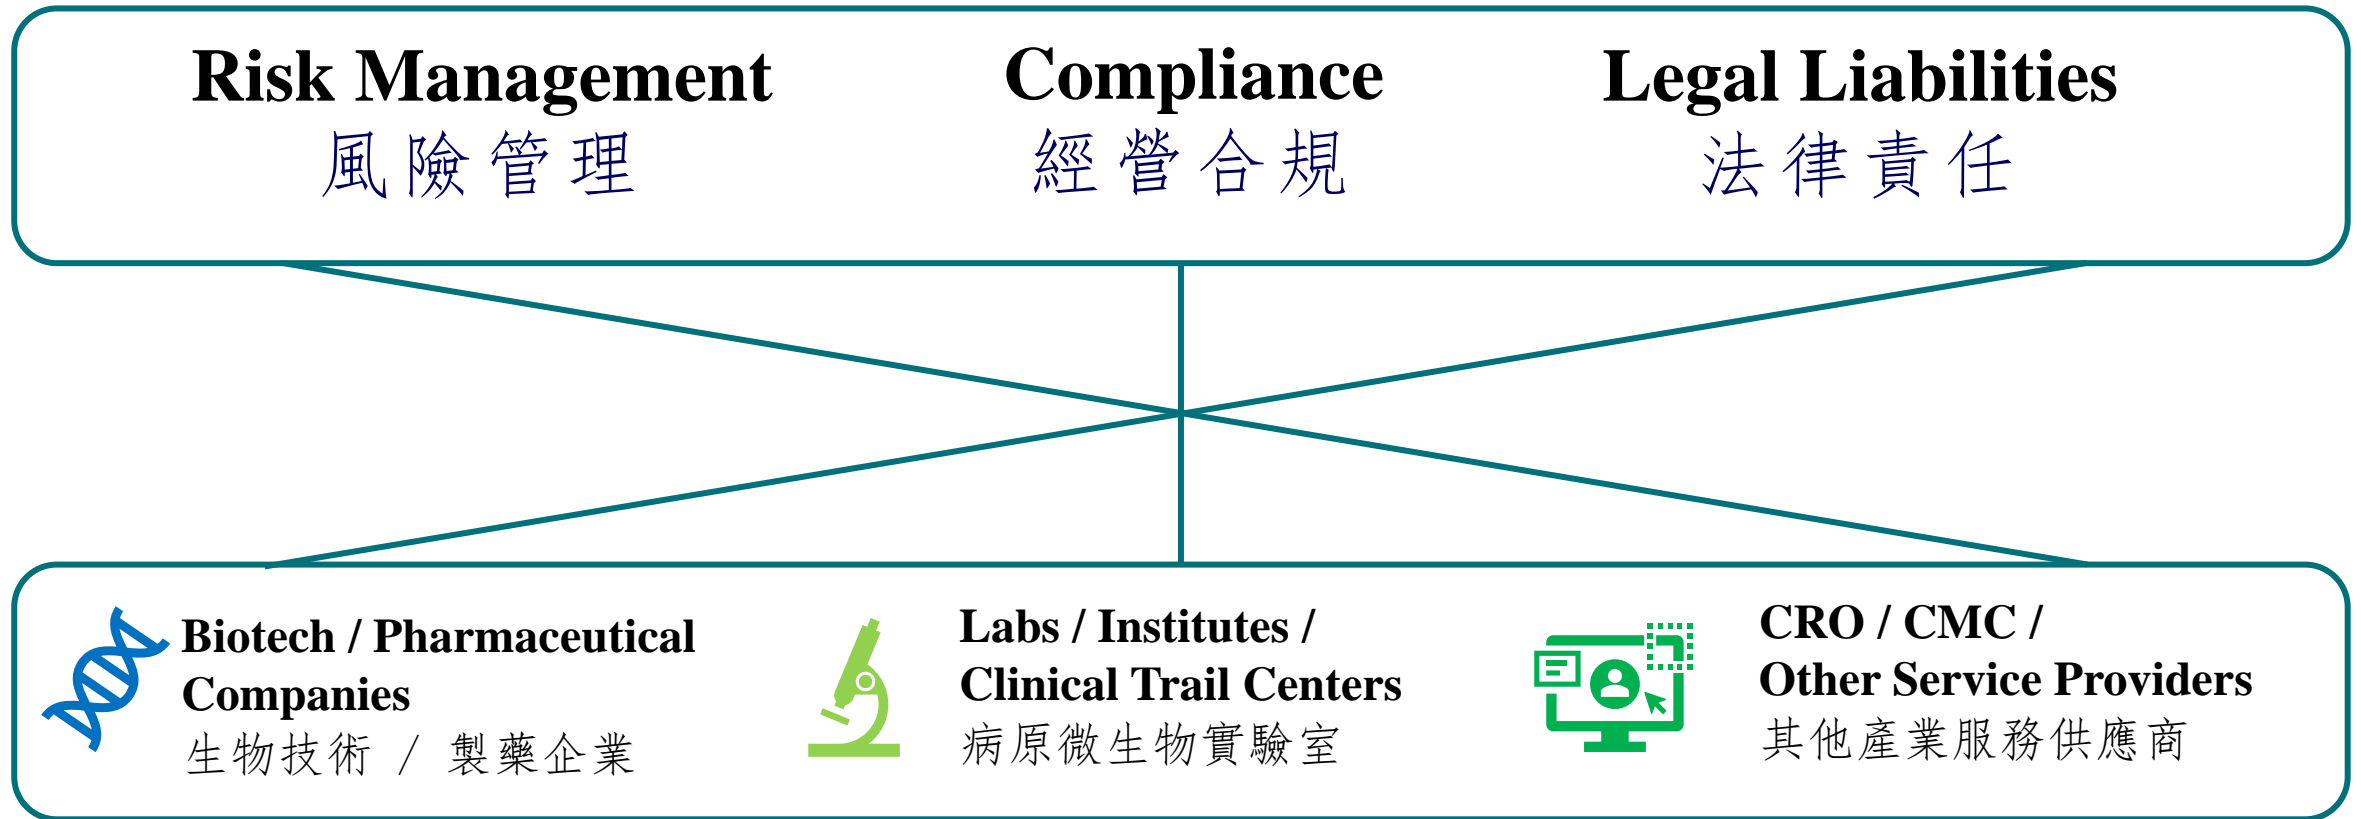 Risk Management
風險管理
Compliance
經營合規
Legal Liabilities
法律責任
Biotech / Pharmaceutical
Companies
生物技術 / 製藥企業
Labs / Institutes /
Clinical Trail Centers
病原微生物實驗室
CRO / CMC /
Other Service Providers
其他產業服務供應商